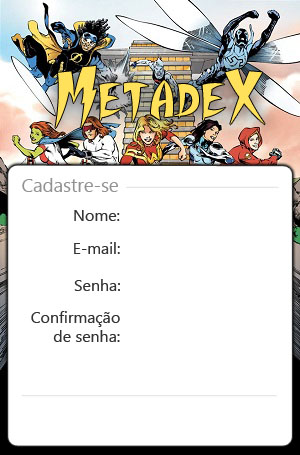 METADEX
Cadastre-se
Nome:
E-mail:
Senha:
Confirmação
de senha: